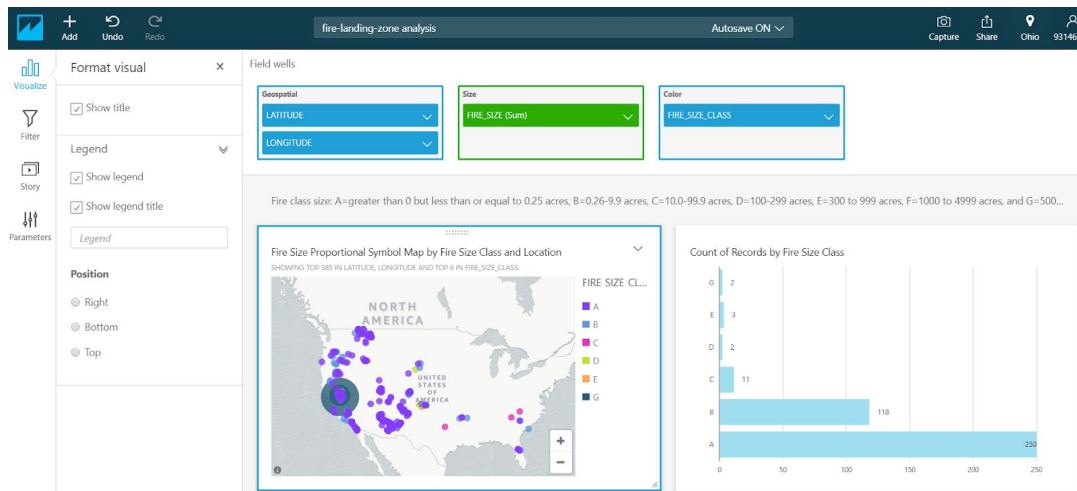 Add
Undo
Redo
fire-landing-zone analysis
Autosave ON
Capture
Share
Ohio
93146
Visualize
Filter
Story
Parameters
Format visual
Show title
Legend
Show legend
Show legend title
Legend
Position
Right
Bottom
Top
Field wells
Geospatial
LATITUDE
LONGITUDE
Size
FIRE_SIZE (Sum)
Color
FIRE_SIZE_CLASS
Fire class size: A=greater than 0 but less than or equal to 0.25 acres, B=0.26-9.9 acres, C=10.0-99.9 acres, D=100-299 acres, E=300 to 999 acres, F=1000 to 4999 acres, and G=500...
Fire Size Proportional Symbol Map by Fire Size Class and Location
SHOWING TOP 385 IN LATITUDE, LONGITUDE AND TOP 6 IN FIRE_SIZE_CLASS
NORTH
AMERICA
UNITED
STATES
OF
AMERICA
+
−
FIRE SIZE CL...
A
B
C
D
E
G
Count of Records by Fire Size Class
G 2
E 3
D 2
C 11
B 118
A 250
0 50 100 150 200 250